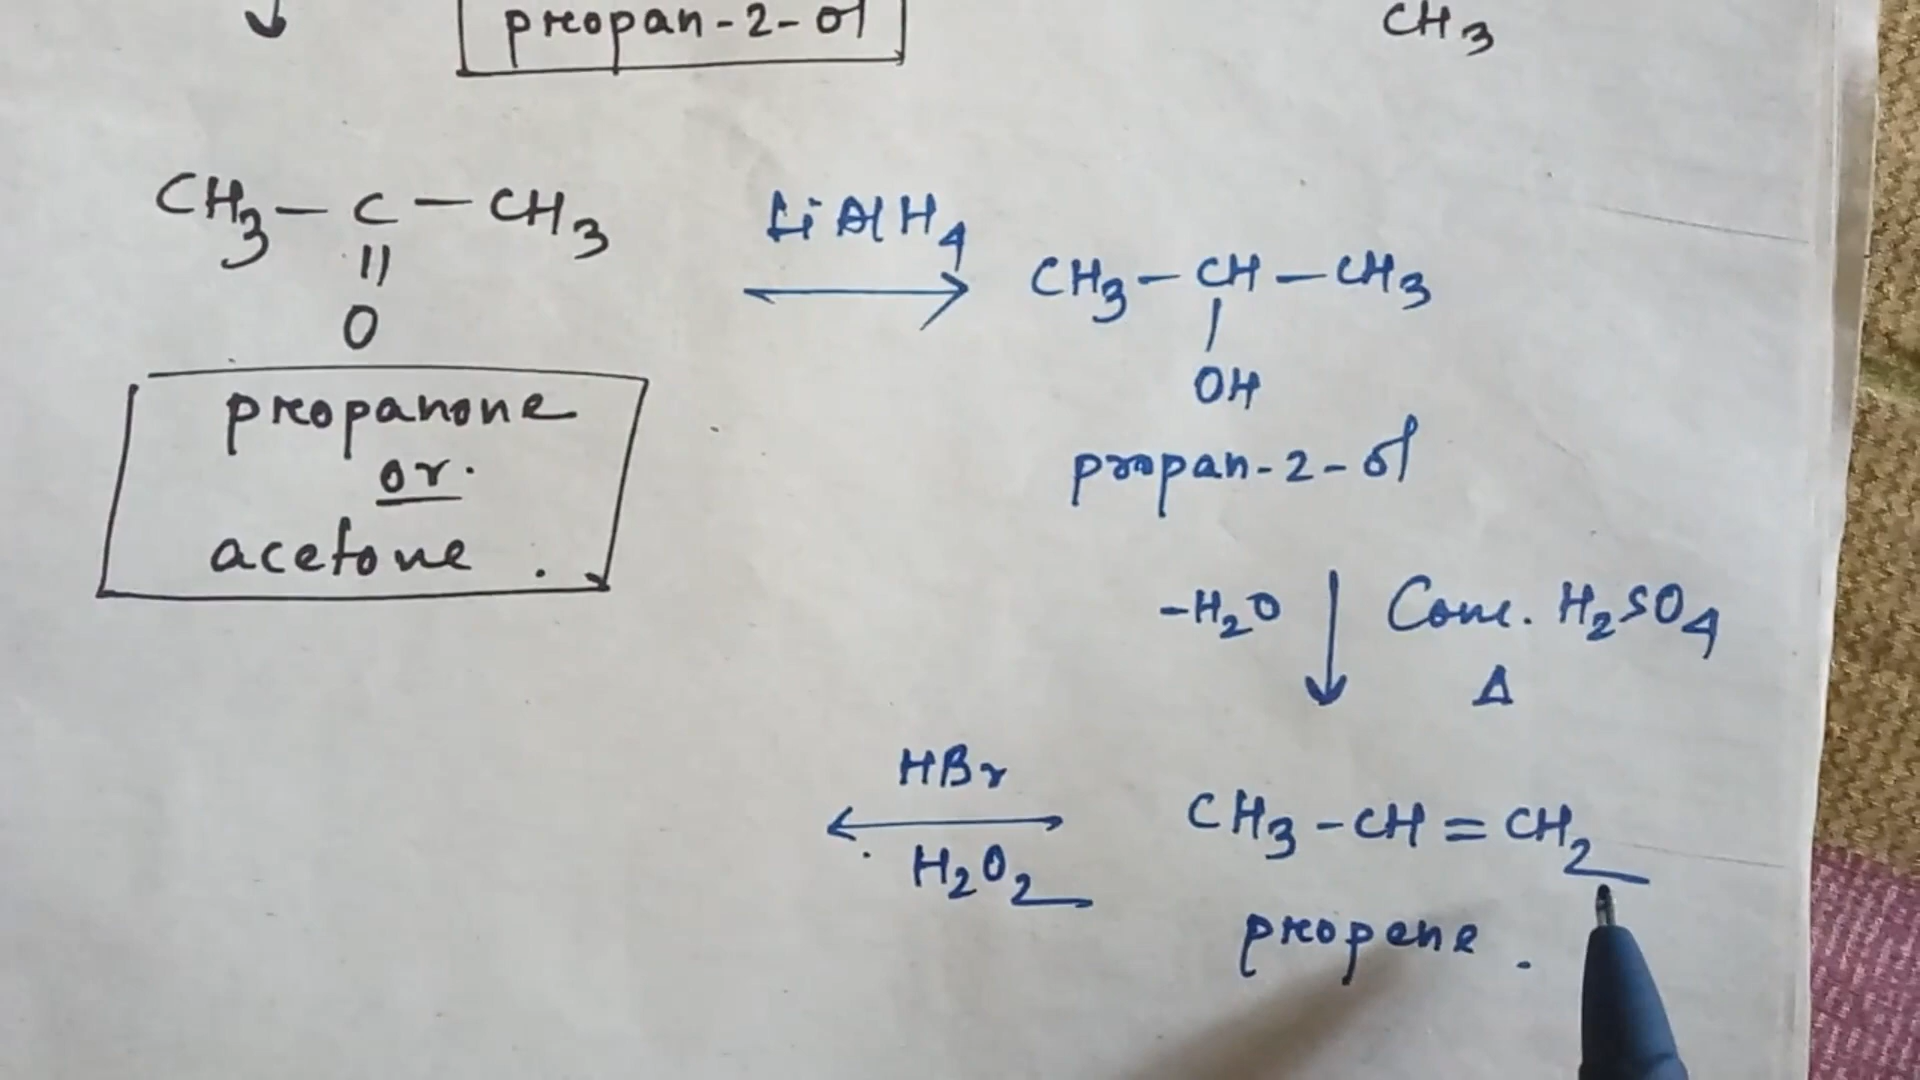 propan-2-ol
CH3
CH3-C-CH3
||
O
propanone
or.
acetone.
LiAlH4
CH3-CH-CH3
|
OH
propan-2-ol
-H2O Conc. H2SO4
Δ
HBr
H2O2
CH3-CH=CH2
propene.